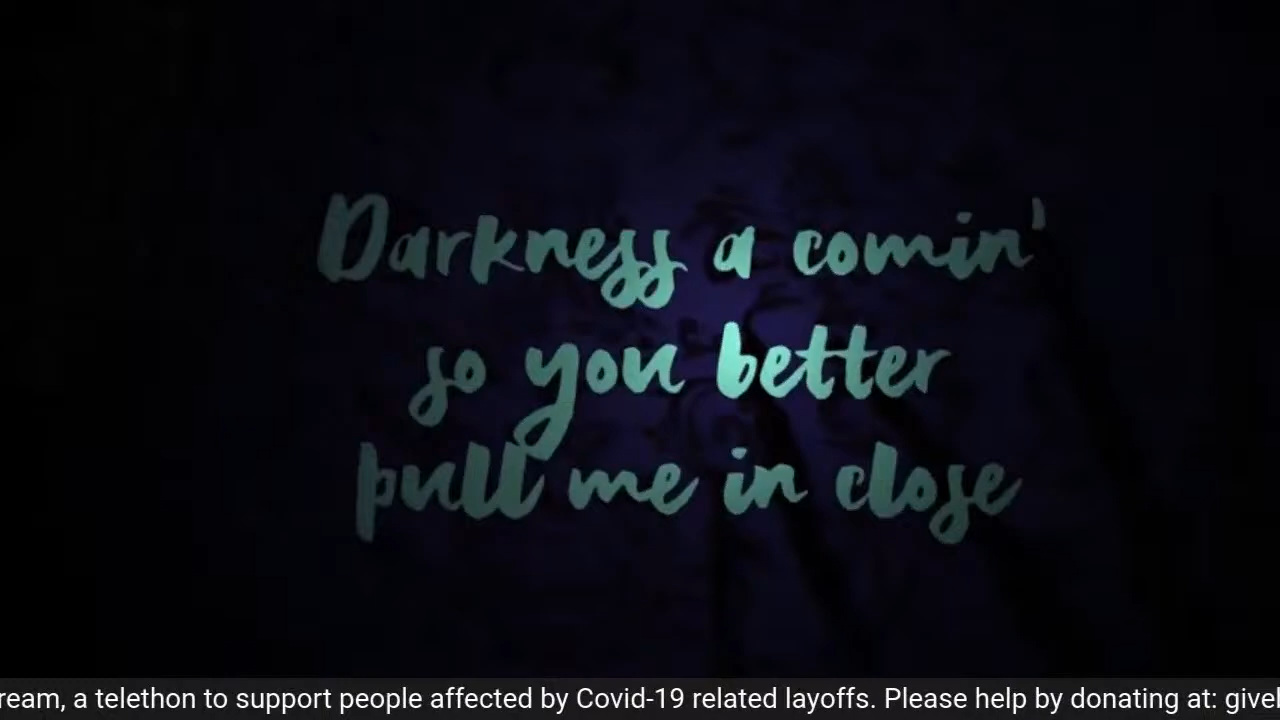 Darkness a comin'
so you better
pull me in close
ream, a telethon to support people affected by Covid-19 related layoffs. Please help by donating at: givel